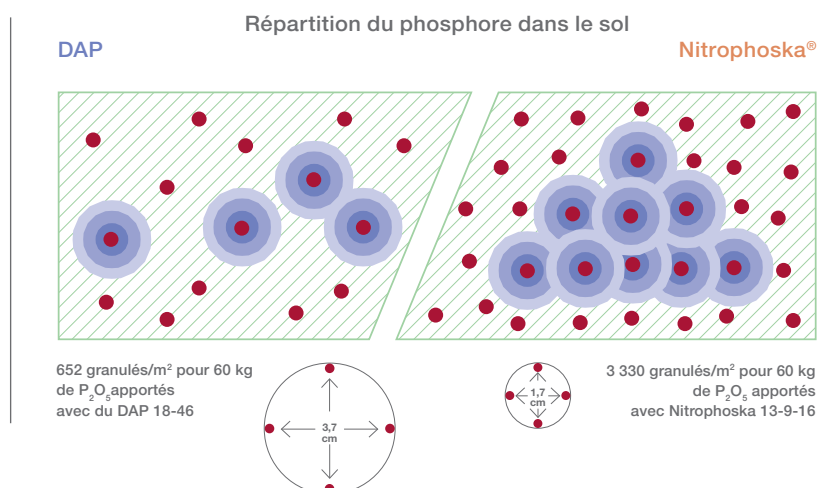 Répartition du phosphore dans le sol
DAP
Nitrophoska®
652 granulés/m² pour 60 kg
de P₂O₅apportés
avec du DAP 18-46
3,7
cm
1,7
cm
3 330 granulés/m² pour 60 kg
de P₂O₅ apportés
avec Nitrophoska 13-9-16